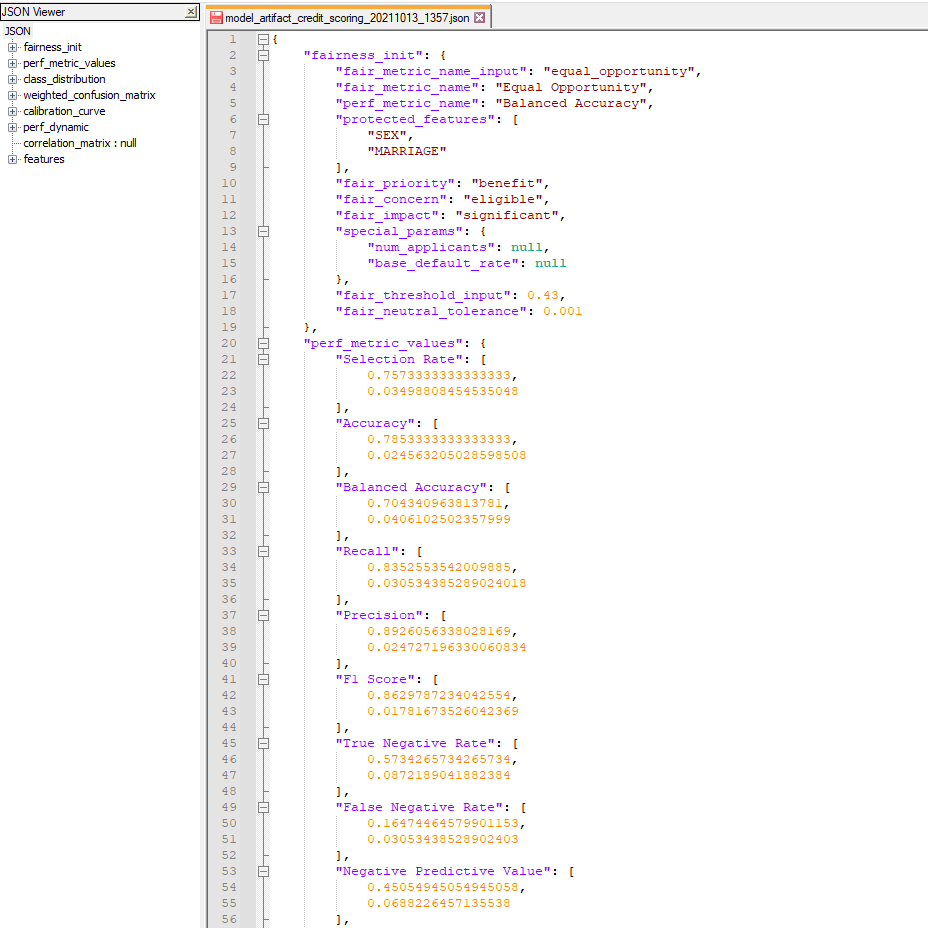 JSON Viewer
JSON
fairness_init
perf_metric_values
class_distribution
weighted_confusion_matrix
calibration_curve
perf_dynamic
correlation_matrix : null
features
model_artifact_credit_scoring_20211013_1357.json
1 {
2 "fairness_init": {
3 "fair_metric_name_input": "equal_opportunity",
4 "fair_metric_name": "Equal Opportunity",
5 "perf_metric_name": "Balanced Accuracy",
6 "protected_features": [
7 "SEX",
8 "MARRIAGE"
9 ],
10 "fair_priority": "benefit",
11 "fair_concern": "eligible",
12 "fair_impact": "significant",
13 "special_params": {
14 "num_applicants": null,
15 "base_default_rate": null
16 },
17 "fair_threshold_input": 0.43,
18 "fair_neutral_tolerance": 0.001
19 },
20 "perf_metric_values": {
21 "Selection Rate": [
22 0.7573333333333333,
23 0.03498808454535048
24 ],
25 "Accuracy": [
26 0.7853333333333333,
27 0.024563205028598508
28 ],
29 "Balanced Accuracy": [
30 0.704340963813781,
31 0.0406102502357999
32 ],
33 "Recall": [
34 0.8352553542009885,
35 0.030534385289024018
36 ],
37 "Precision": [
38 0.8926056338028169,
39 0.024727196330060834
40 ],
41 "F1 Score": [
42 0.8629787234042554,
43 0.01781673526042369
44 ],
45 "True Negative Rate": [
46 0.5734265734265734,
47 0.0872189041882384
48 ],
49 "False Negative Rate": [
50 0.16474464579901153,
51 0.03053438528902403
52 ],
53 "Negative Predictive Value": [
54 0.45054945054945058,
55 0.0688226457135538
56 ],